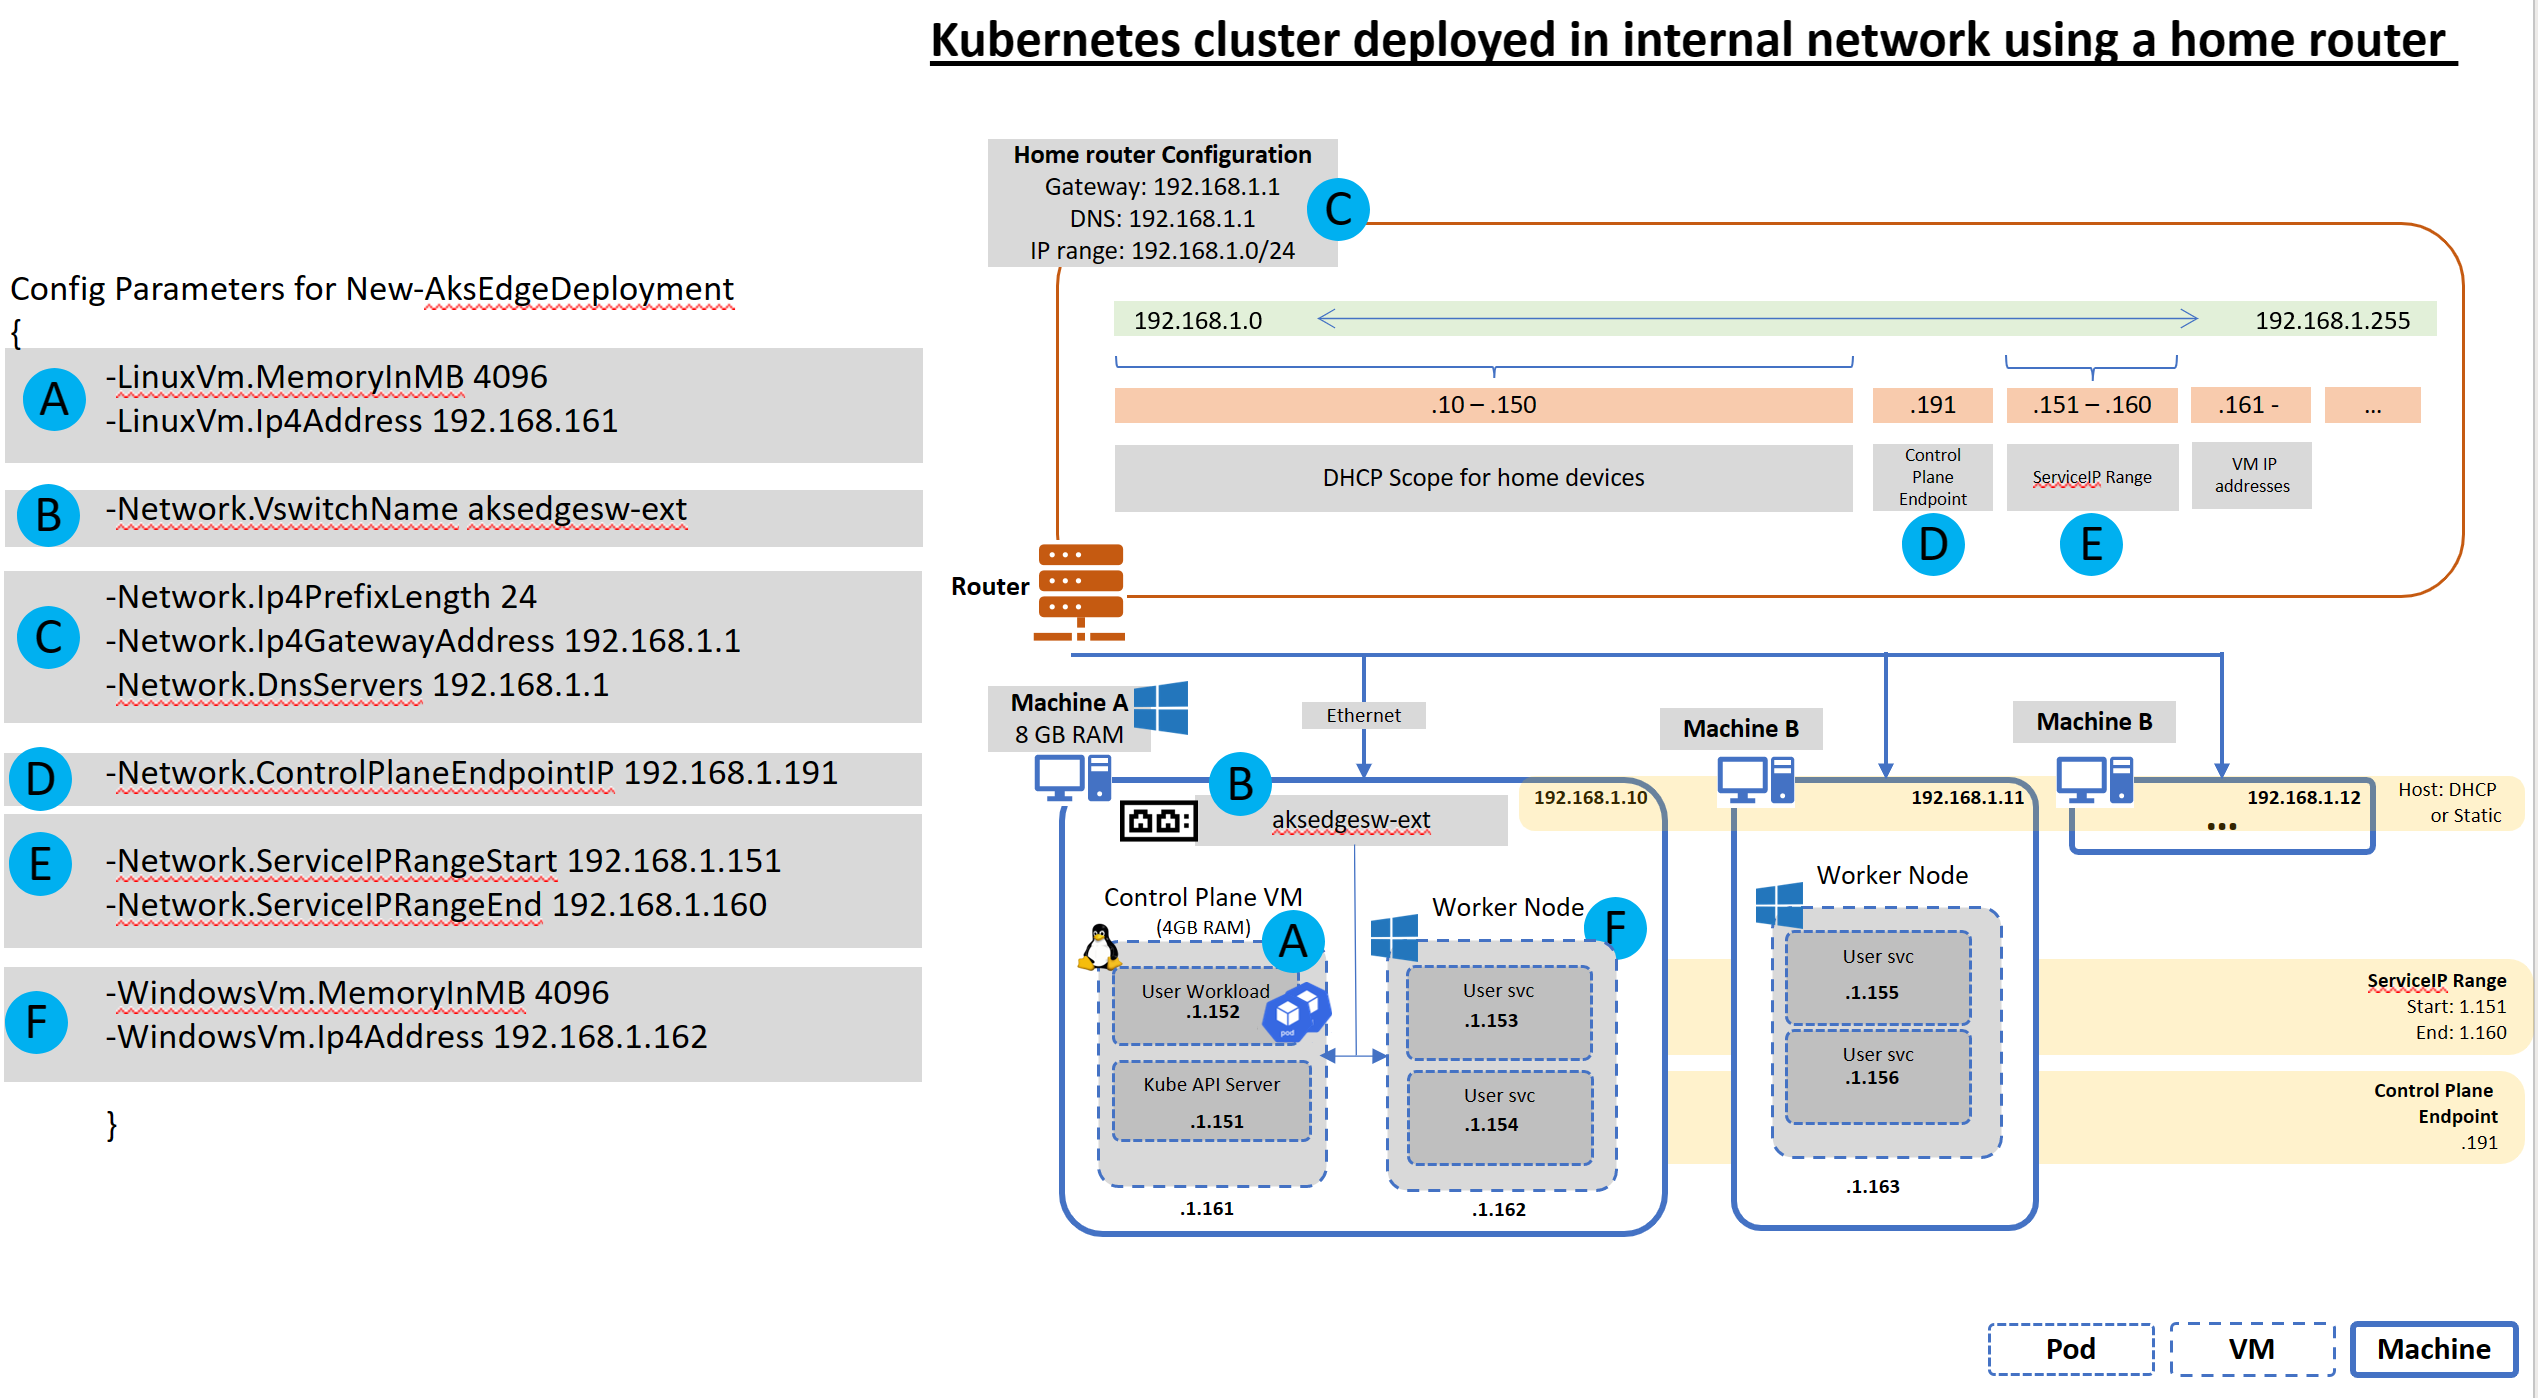 Kubernetes cluster deployed in internal network using a home router
Config Parameters for New-AksEdgeDeployment
{
A
-LinuxVm.MemoryInMB 4096
-LinuxVm.Ip4Address 192.168.161
B
-Network.VswitchName aksedgesw-ext
C
-Network.Ip4PrefixLength 24
-Network.Ip4GatewayAddress 192.168.1.1
-Network.DnsServers 192.168.1.1
D
-Network.ControlPlaneEndpointIP 192.168.1.191
E
-Network.ServiceIPRangeStart 192.168.1.151
-Network.ServiceIPRangeEnd 192.168.1.160
F
-WindowsVm.MemoryInMB 4096
-WindowsVm.Ip4Address 192.168.1.162
}
Home router Configuration
Gateway: 192.168.1.1
DNS: 192.168.1.1
IP range: 192.168.1.0/24
C
192.168.1.0
192.168.1.255
.10 – .150
.191
.151 – .160
.161 -
...
DHCP Scope for home devices
Control
Plane
Endpoint
ServiceIP Range
VM IP
addresses
D
E
Router
Machine A
8 GB RAM
Ethernet
Machine B
Machine B
B
aksedgesw-ext
192.168.1.10
192.168.1.11
192.168.1.12
...
Host: DHCP
or Static
Control Plane VM
(4GB RAM)
A
Worker Node
F
Worker Node
User Workload
.1.152
pod
Kube API Server
.1.151
.1.161
User svc
.1.153
User svc
.1.154
.1.162
User svc
.1.155
User svc
.1.156
.1.163
ServiceIP Range
Start: 1.151
End: 1.160
Control Plane
Endpoint
.191
Pod
VM
Machine